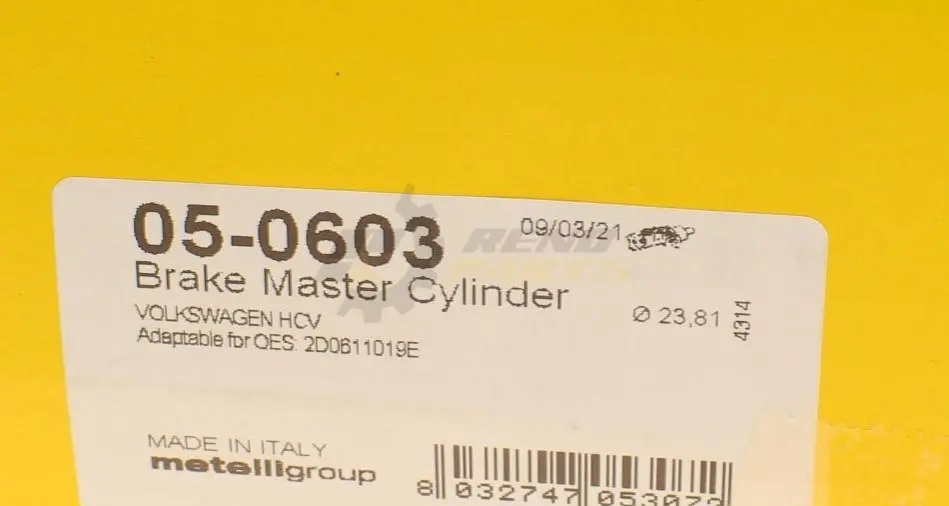 05-0603
09/03/21
Brake Master Cylinder
Ø 23,81
4314
VOLKSWAGEN HCV
Adaptable for OES: 2D0611019E
MADE IN ITALY
metelligroup
8 032747 053073